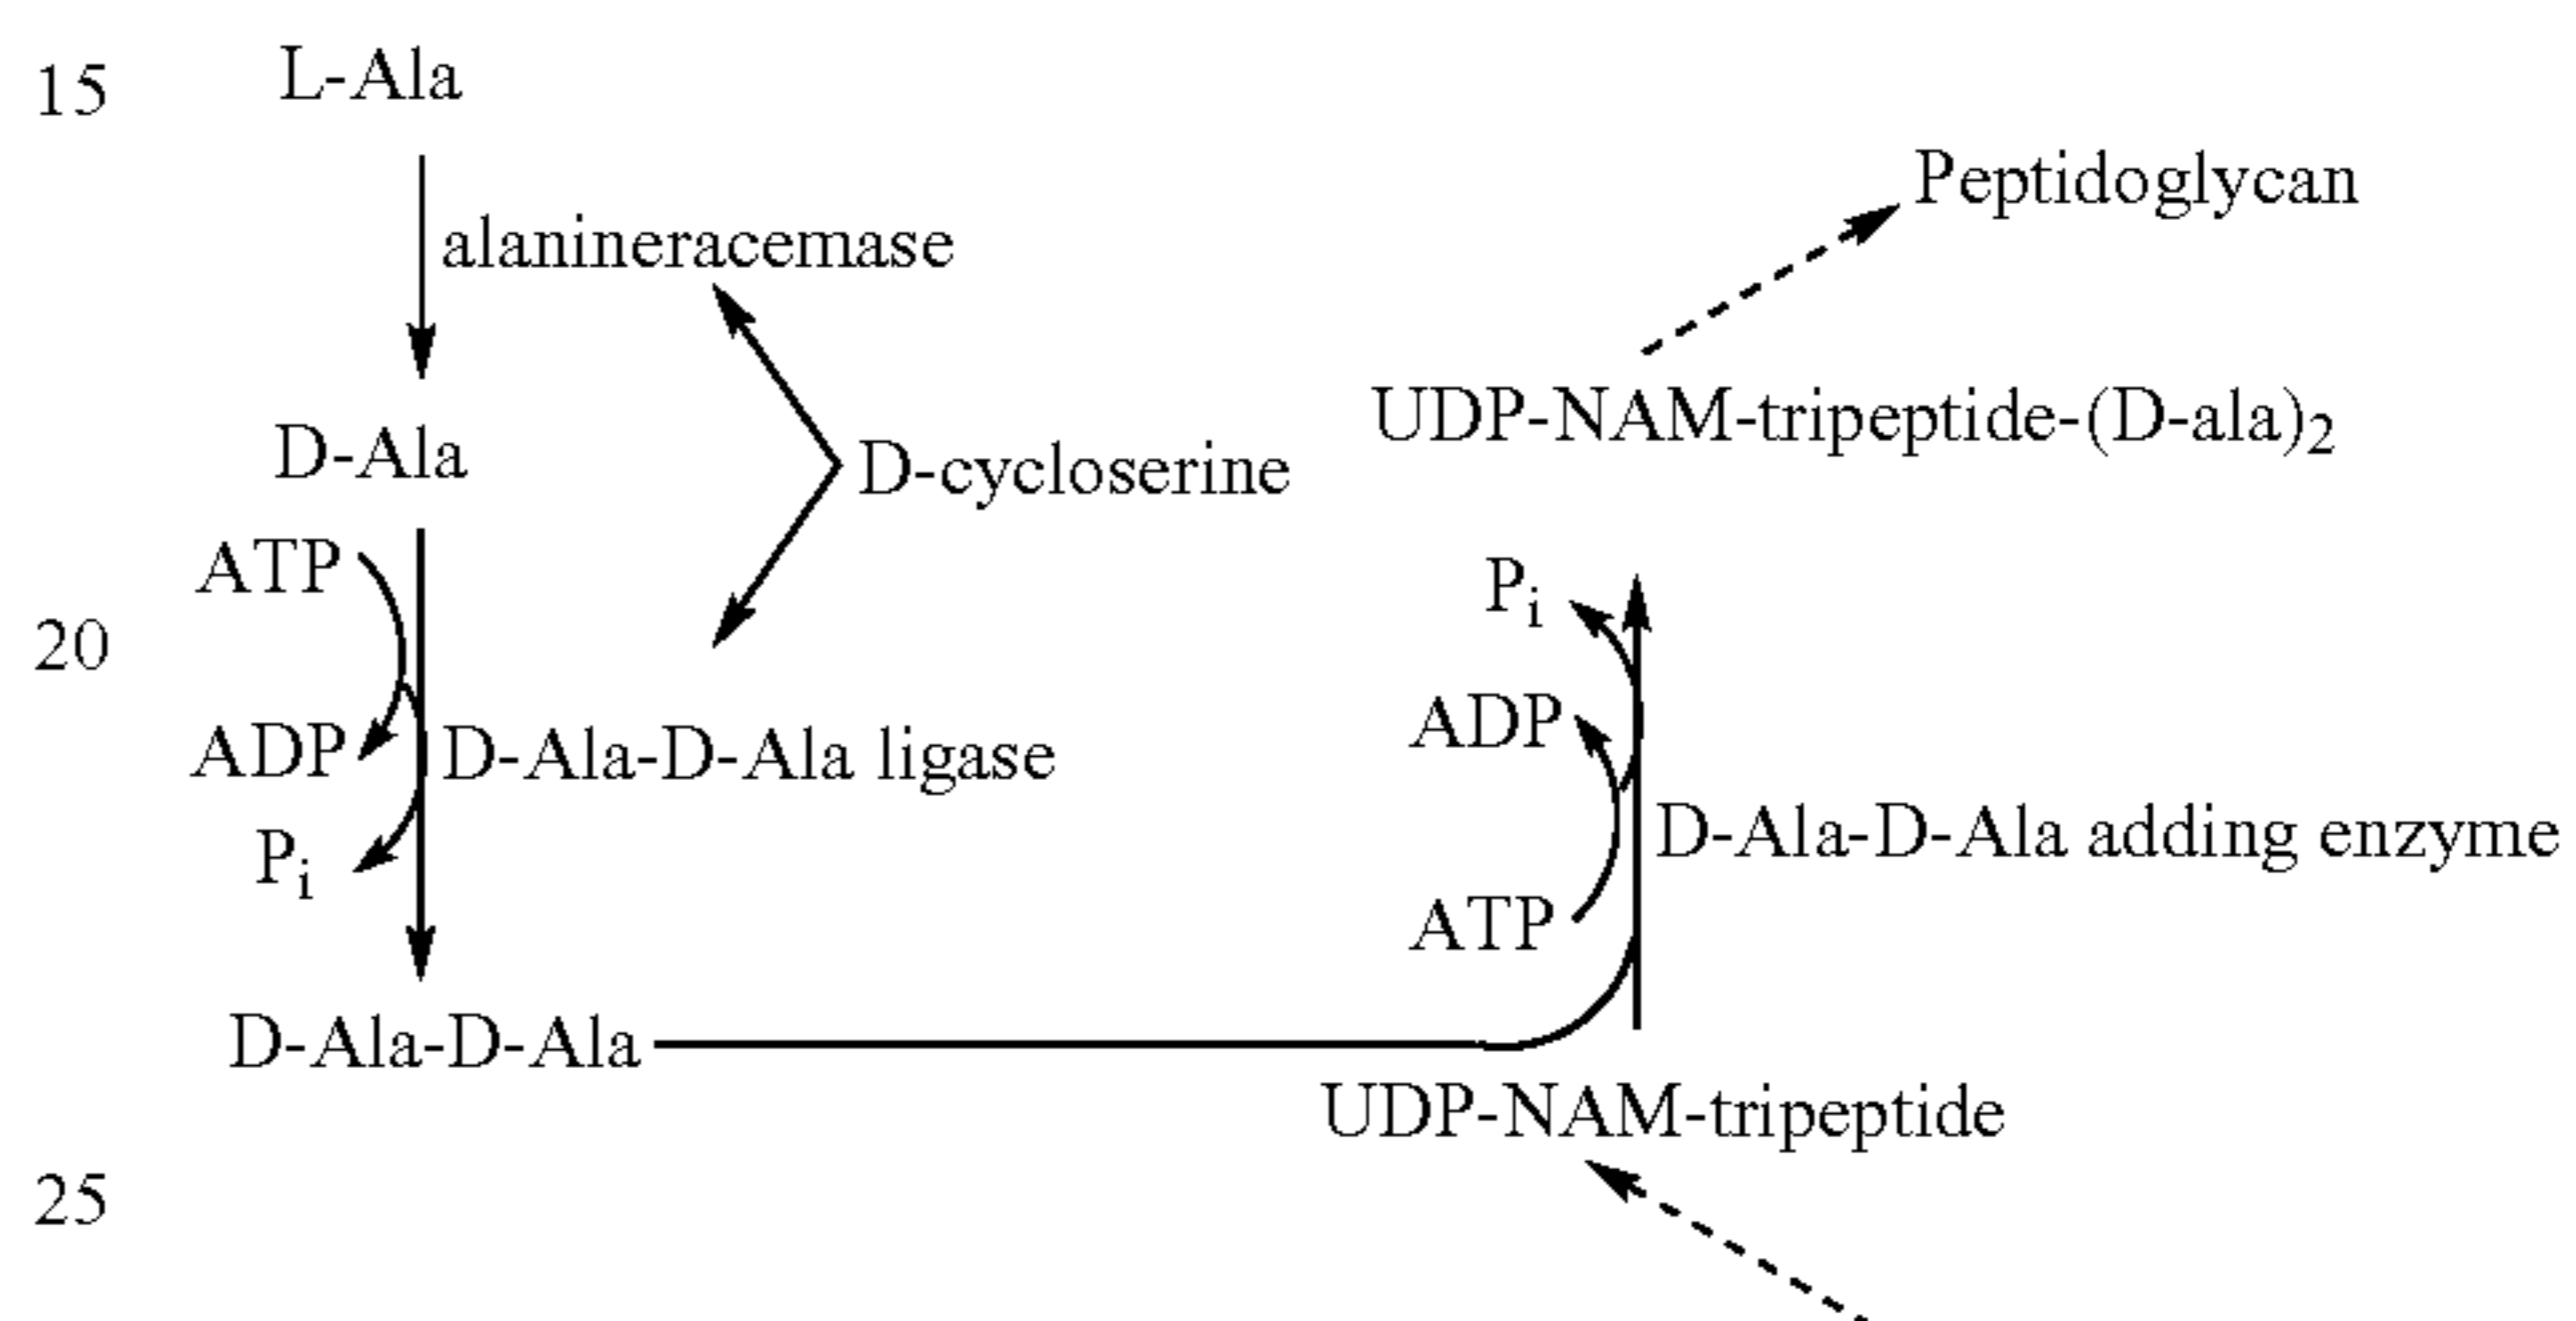 15
L-Ala
Peptidoglycan
alanineracemase
D-Ala
D-cycloserine
UDP-NAM-tripeptide-(D-ala)2
ATP
Pi
20
ADP
ADP
D-Ala-D-Ala ligase
D-Ala-D-Ala adding enzyme
Pi
ATP
D-Ala-D-Ala
UDP-NAM-tripeptide
25